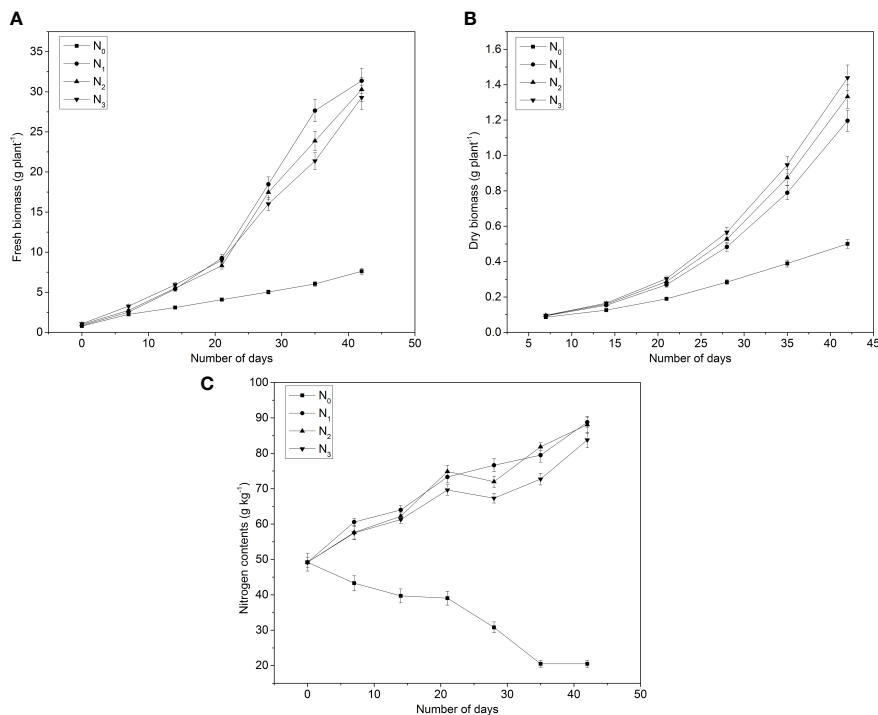 A
N0
N1
N2
N3
35
30
25
20
15
10
5
0
Fresh biomass (g plant-1)
0 10 20 30 40 50
Number of days
B
N0
N1
N2
N3
1.6
1.4
1.2
1.0
0.8
0.6
0.4
0.2
0.0
Dry biomass (g plant-1)
5 10 15 20 25 30 35 40 45
Number of days
C
N0
N1
N2
N3
100
90
80
70
60
50
40
30
20
Nitrogen contents (g kg-1)
0 10 20 30 40 50
Number of days